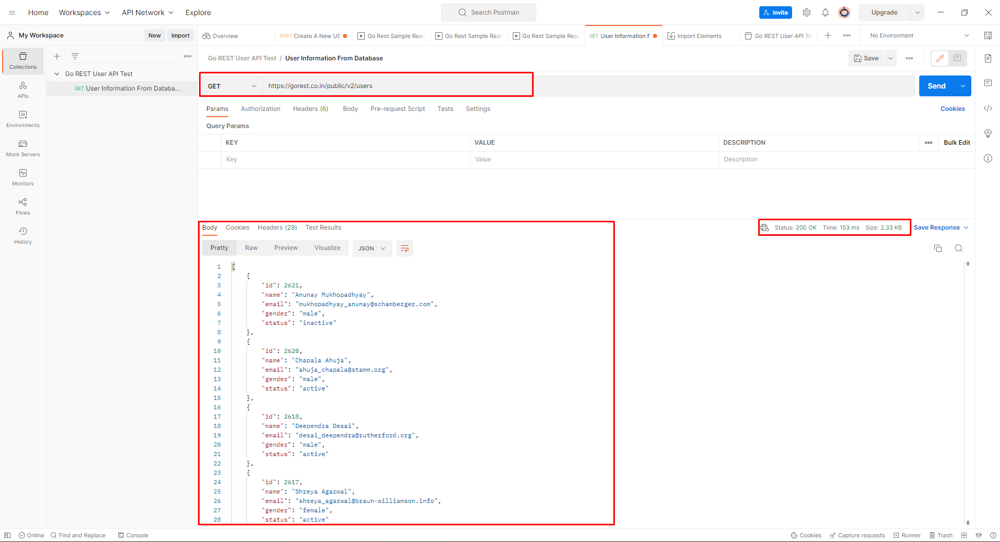 Home Workspaces API Network Explore Search Postman Invite Upgrade
My Workspace New Import Overview POST Create A New US Go Rest Sample Reac Go Rest Sample Reac Go Rest Sample Reac GET User Information F Import Elements Go REST User API Te No Environment
Go REST User API Test / User Information From Database Save
Collections
Go REST User API Test
GET User Information From Databa...
APIs
Environments
Mock Servers
Monitors
Flows
History
GET https://gorest.co.in/public/v2/users Send
Params Authorization Headers (6) Body Pre-request Script Tests Settings Cookies
Query Params
KEY VALUE DESCRIPTION Bulk Edit
Key Value Description
Body Cookies Headers (29) Test Results Status: 200 OK Time: 153 ms Size: 2.33 KB Save Response
Pretty Raw Preview Visualize JSON
1 [
2 {
3 "id": 2621,
4 "name": "Anunay Mukhopadhyay",
5 "email": "mukhopadhyay_anunay@schamberger.com",
6 "gender": "male",
7 "status": "inactive"
8 },
9 {
10 "id": 2620,
11 "name": "Chapala Ahuja",
12 "email": "ahuja_chapala@stamm.org",
13 "gender": "male",
14 "status": "active"
15 },
16 {
17 "id": 2618,
18 "name": "Deependra Desai",
19 "email": "desai_deependra@rutherford.org",
20 "gender": "male",
21 "status": "active"
22 },
23 {
24 "id": 2617,
25 "name": "Shreya Agarwal",
26 "email": "shreya_agarwal@braun-williamson.info",
27 "gender": "female",
28 "status": "active"
Online Find and Replace Console Cookies Capture requests Runner Trash